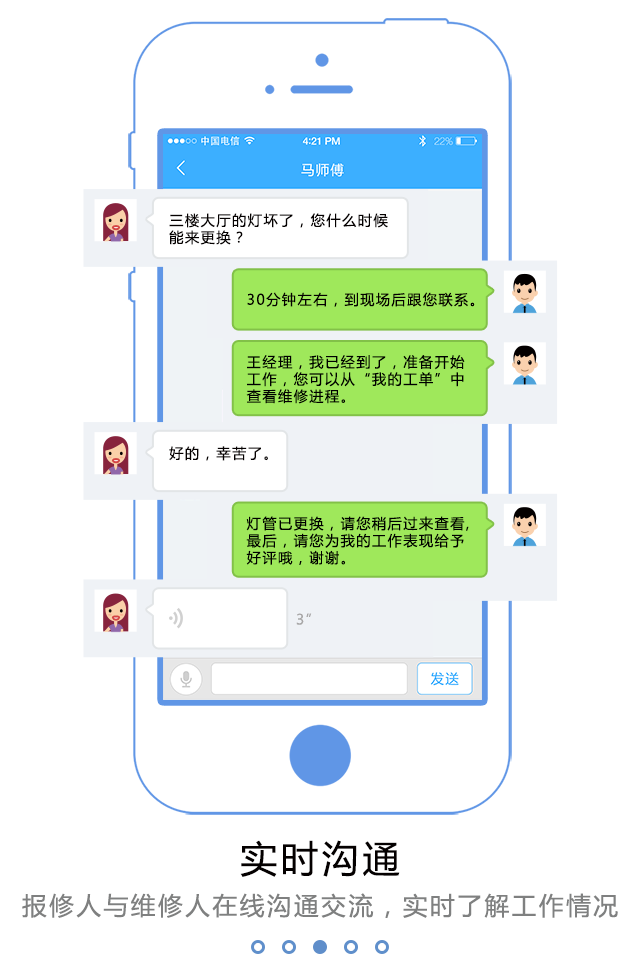 中国电信 4:21 PM 22%
马师傅
三楼大厅的灯坏了，您什么时候
能来更换？
30分钟左右，到现场后跟您联系。
王经理，我已经到了，准备开始
工作，您可以从“我的工单”中
查看维修进程。
好的，幸苦了。
灯管已更换，请您稍后过来查看,
最后，请您为我的工作表现给予
好评哦，谢谢。
3“
发送
实时沟通
报修人与维修人在线沟通交流，实时了解工作情况